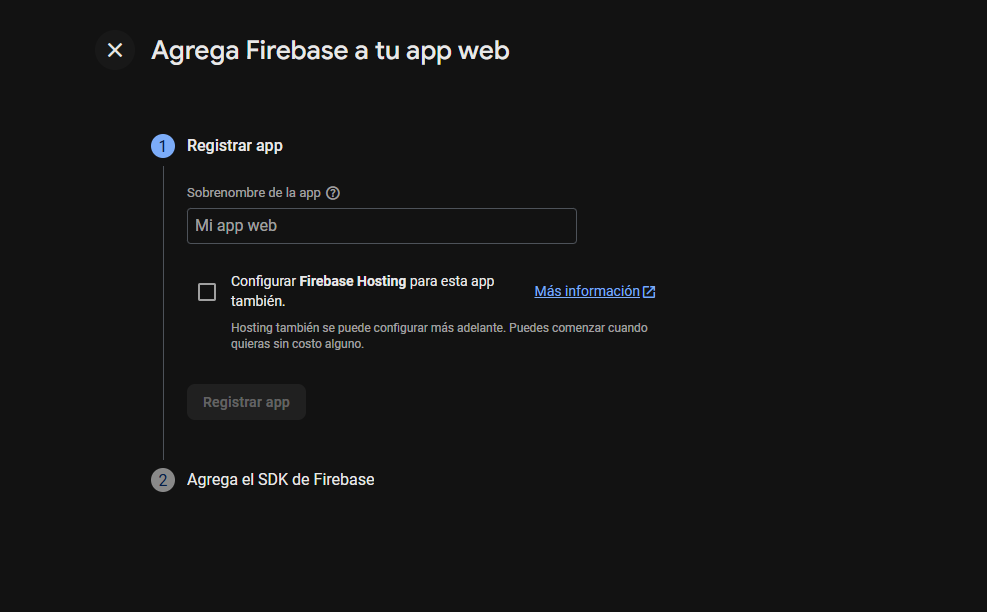 Agrega Firebase a tu app web
1 Registrar app
Sobrenombre de la app
Mi app web
Configurar Firebase Hosting para esta app
también.
Más información
Hosting también se puede configurar más adelante. Puedes comenzar cuando
quieras sin costo alguno.
Registrar app
2 Agrega el SDK de Firebase